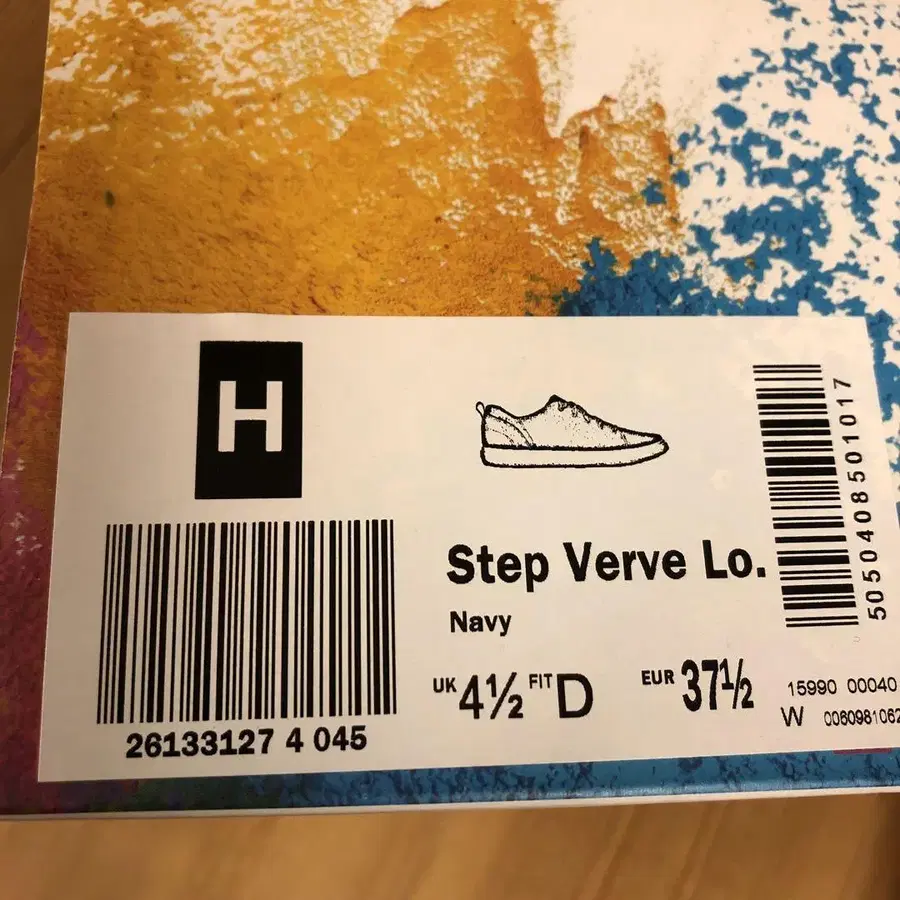 H
26133127 4 045
Step Verve Lo.
Navy
UK 4½ FIT D EUR 37½
5050408501017
15990 00040
W 0060981062